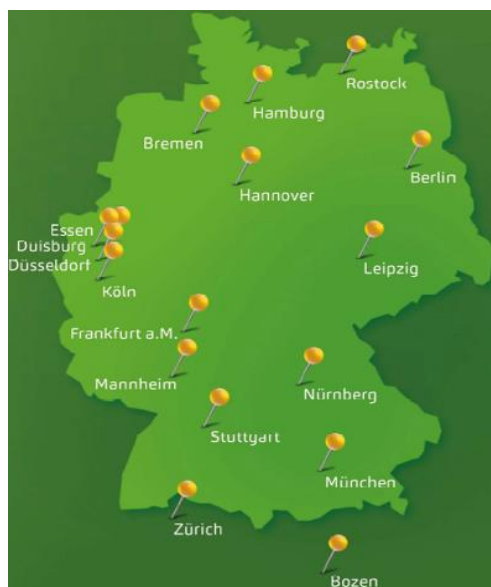 Rostock
Hamburg
Bremen
Berlin
Hannover
Essen
Duisburg
Düsseldorf
Leipzig
Köln
Frankfurt a.M.
Mannheim
Nürnberg
Stuttgart
München
Zürich
Bozen